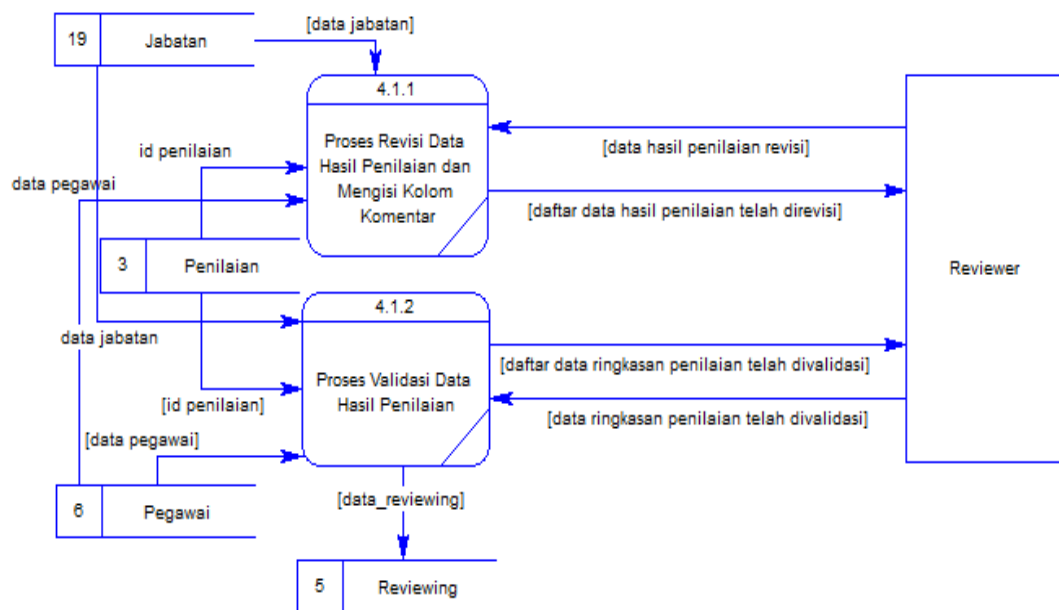 [data jabatan]
19
Jabatan
4.1.1
Proses Revisi Data
Hasil Penilaian dan
Mengisi Kolom
Komentar
id penilaian
[data hasil penilaian revisi]
data pegawai
[daftar data hasil penilaian telah direvisi]
3
Penilaian
Reviewer
4.1.2
data jabatan
Proses Validasi Data
Hasil Penilaian
[daftar data ringkasan penilaian telah divalidasi]
[id penilaian]
[data ringkasan penilaian telah divalidasi]
[data pegawai]
[data_reviewing]
6
Pegawai
5
Reviewing